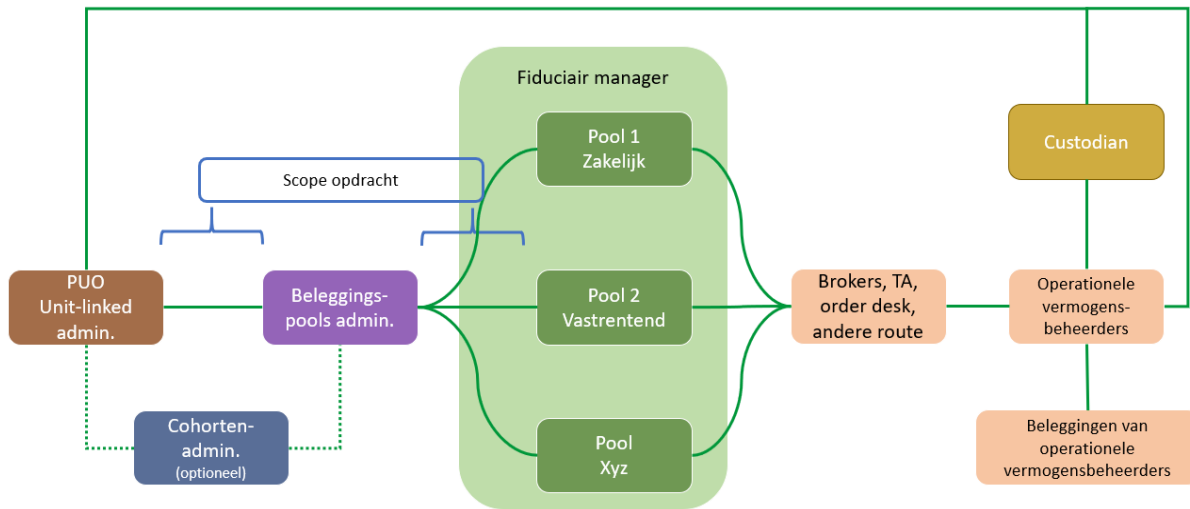 Fiduciair manager
Pool 1
Zakelijk
Custodian
Scope opdracht
PUO
Unit-linked
admin.
Beleggings-
pools admin.
Pool 2
Vastrentend
Brokers, TA,
order desk,
andere route
Operationele
vermogens-
beheerders
Cohorten-
admin.
(optioneel)
Pool
Xyz
Beleggingen van
operationele
vermogensbeheerders